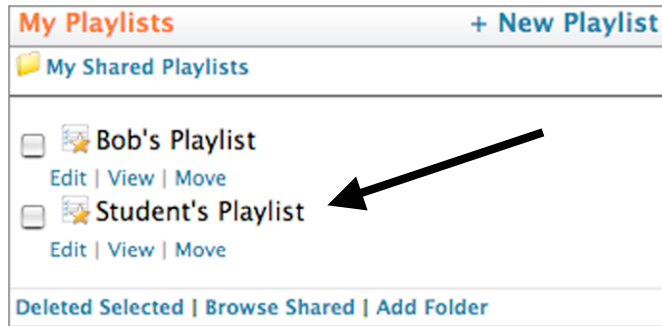 My Playlists + New Playlist
My Shared Playlists
Bob's Playlist
Edit | View | Move
Student's Playlist
Edit | View | Move
Deleted Selected | Browse Shared | Add Folder